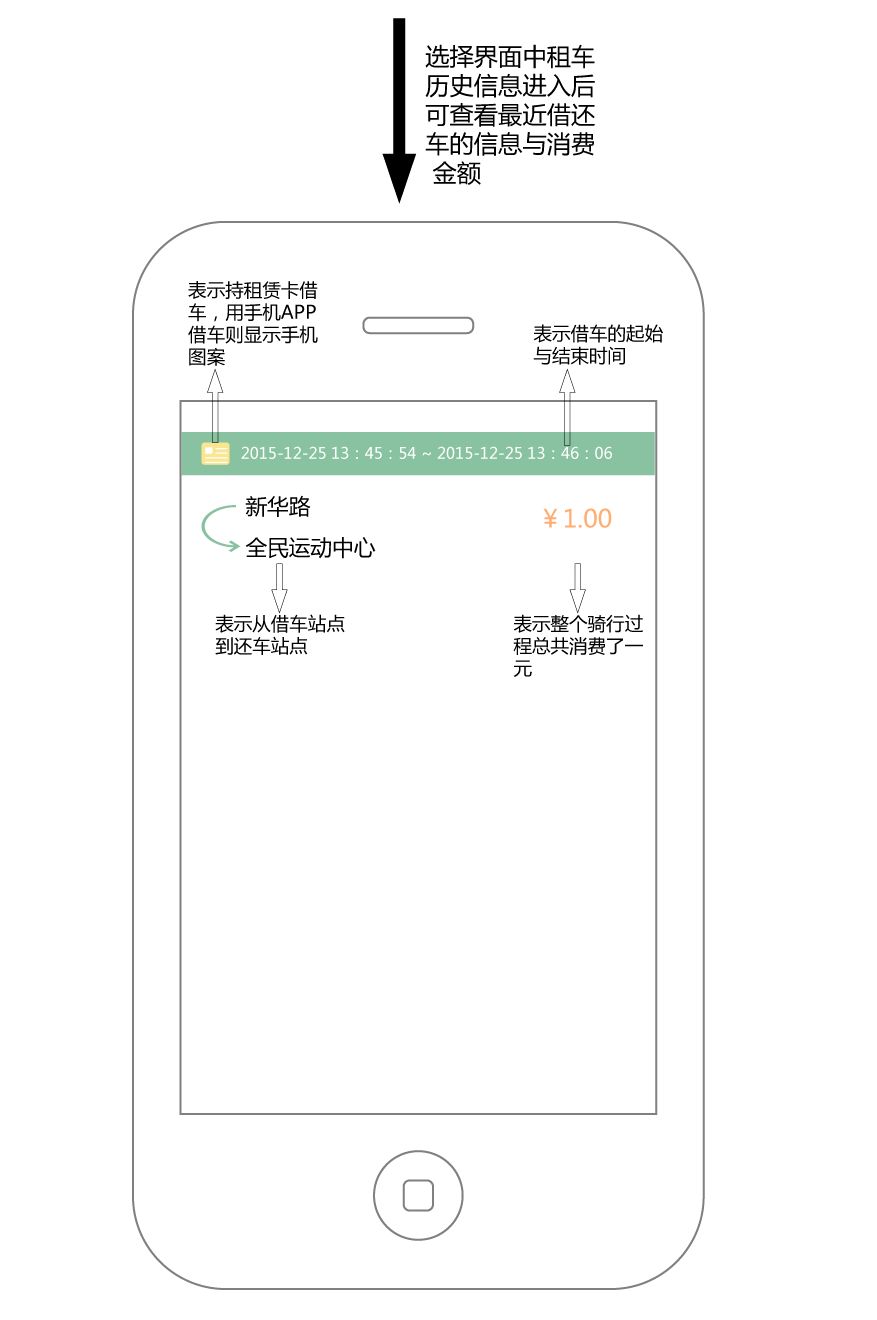 选择界面中租车
历史信息进入后
可查看最近借还
车的信息与消费
金额
表示持租赁卡借
车，用手机APP
借车则显示手机
图案
表示借车的起始
与结束时间
2015-12-25 13：45：54 ~ 2015-12-25 13：46：06
新华路
全民运动中心
¥ 1.00
表示从借车站点
到还车站点
表示整个骑行过
程总共消费了一
元